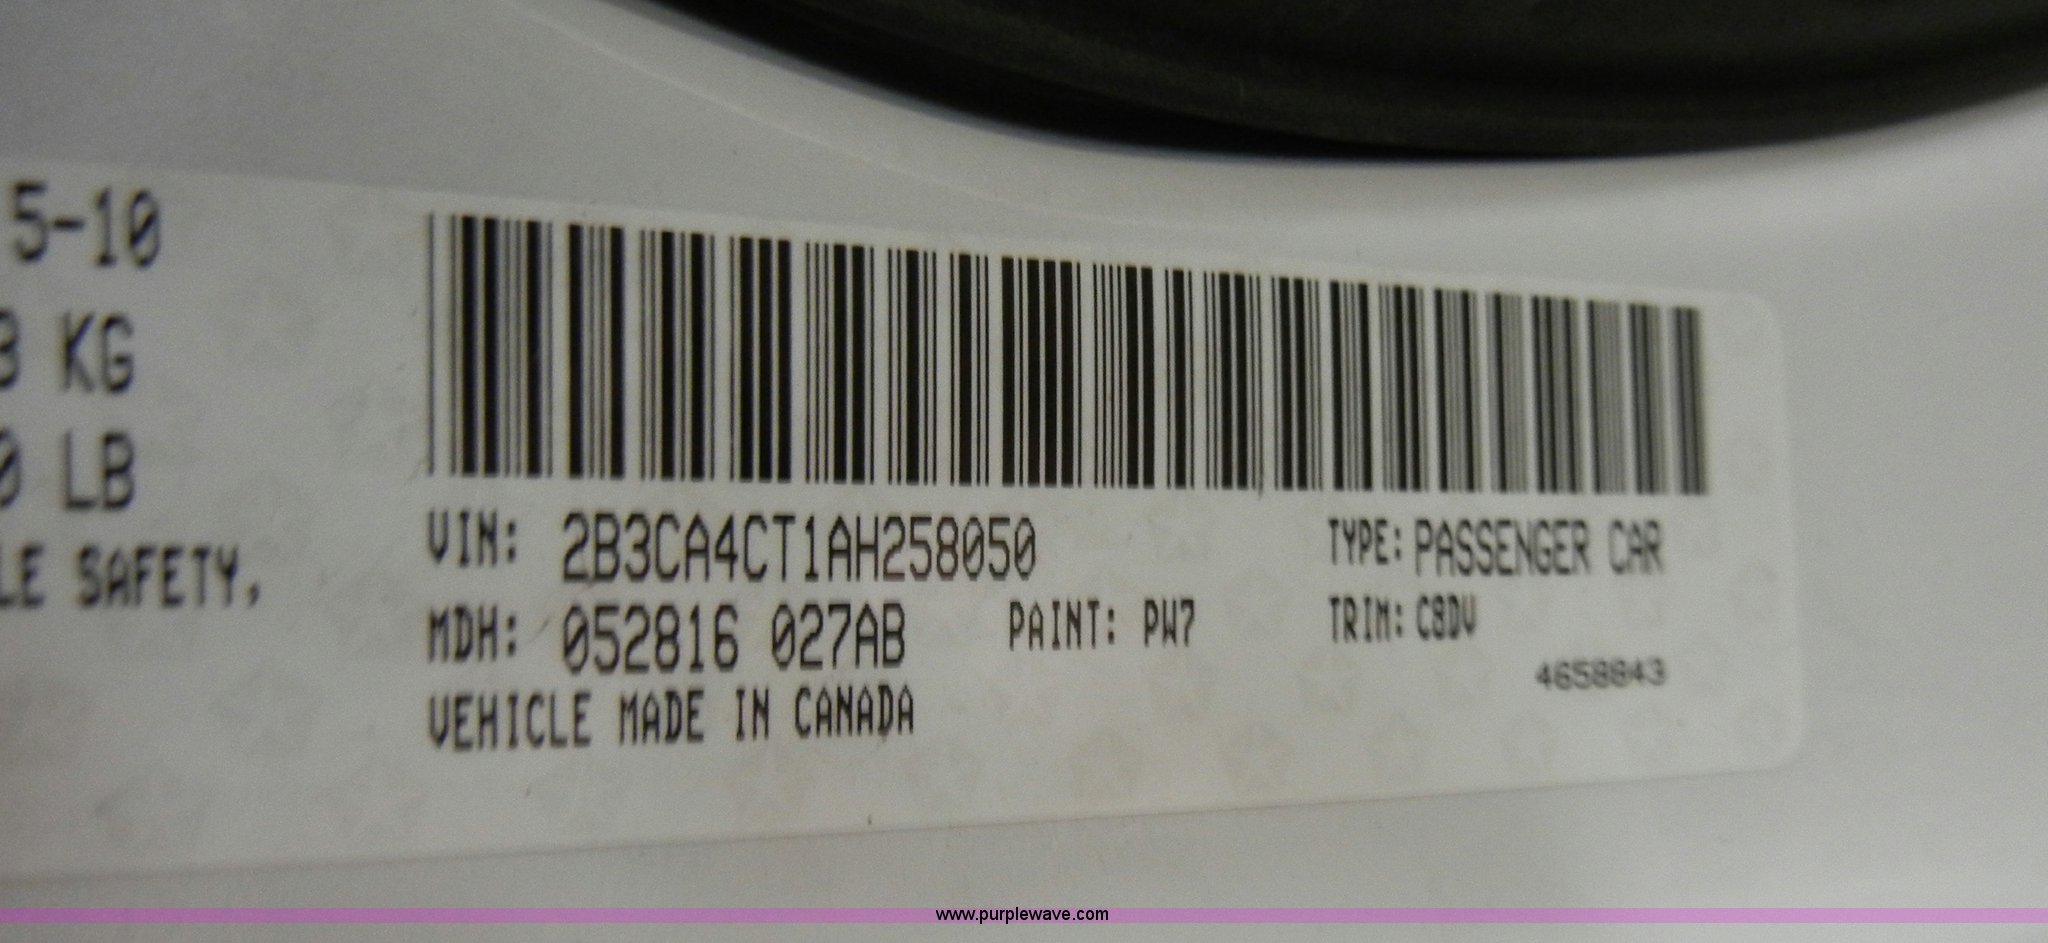 5-10
KG
LB
LE SAFETY,
VIN: 2B3CA4CT1AH258050
TYPE: PASSENGER CAR
MDH: 052816 027AB
PAINT: PW7
TRIM: C8DV
4658843
VEHICLE MADE IN CANADA
www.purplewave.com